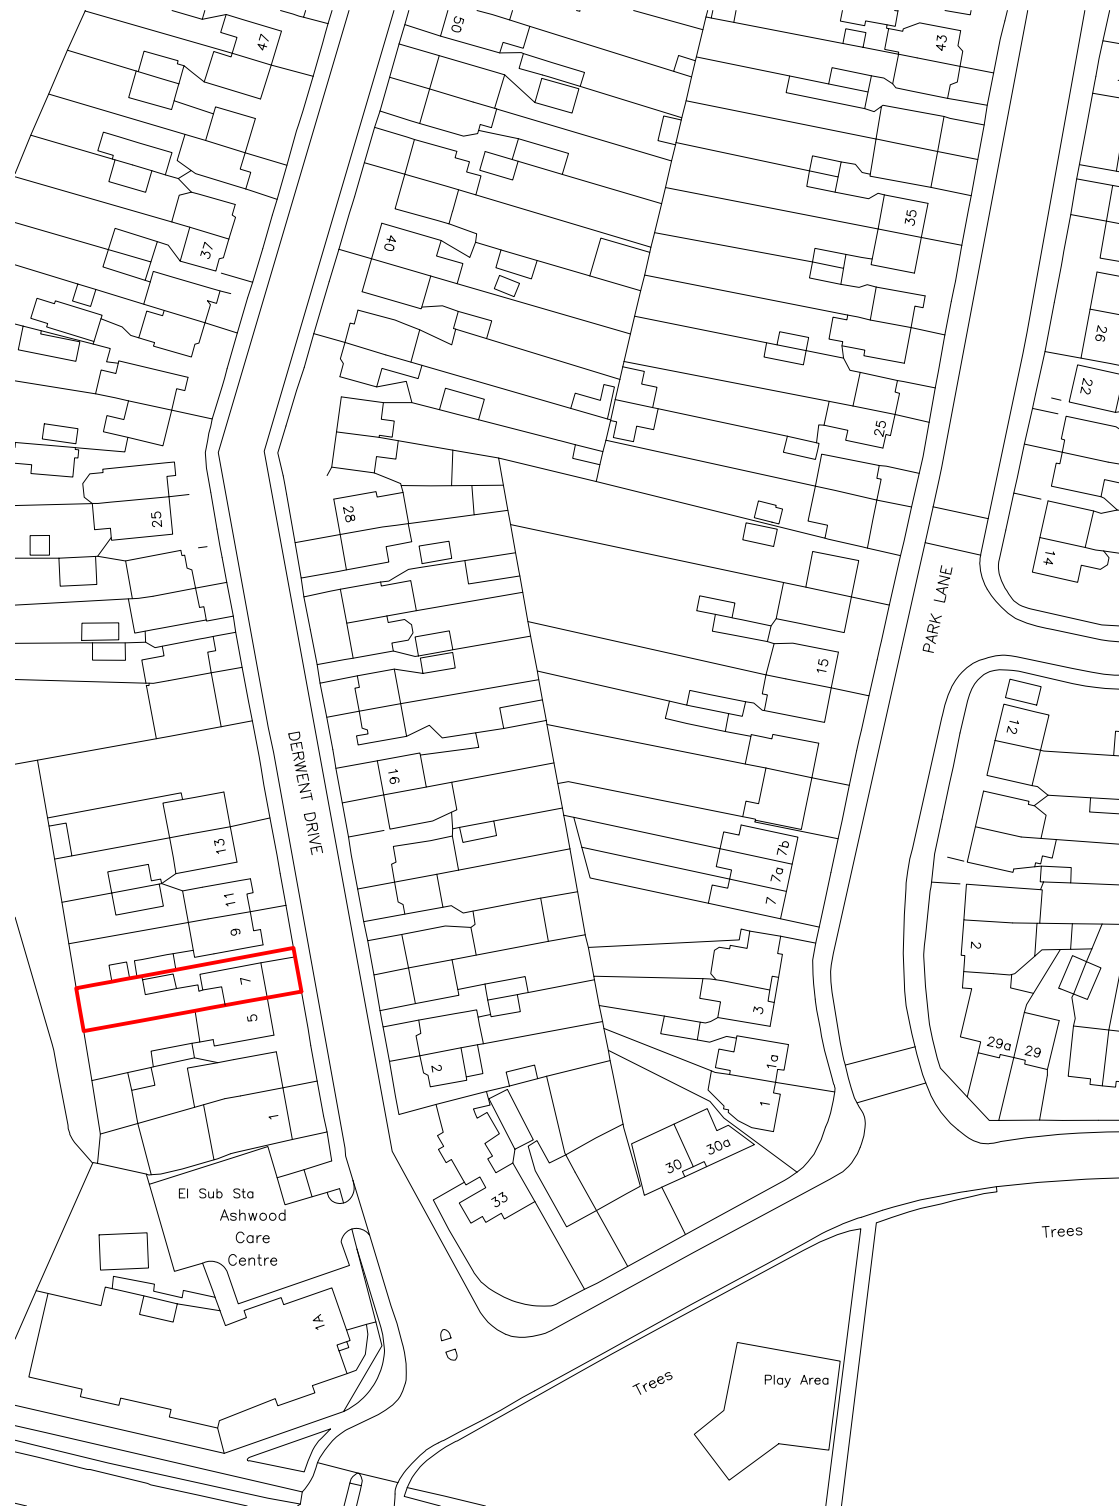 47
50
43
37
40
35
26
22
25
25
28
14
PARK LANE
15
12
DERWENT DRIVE
16
13
7b
7a
7
11
9
2
7
5
3
29a
29
2
1a
1
1
30
30a
33
El Sub Sta
Ashwood
Care
Centre
1A
Trees
Trees
Play Area